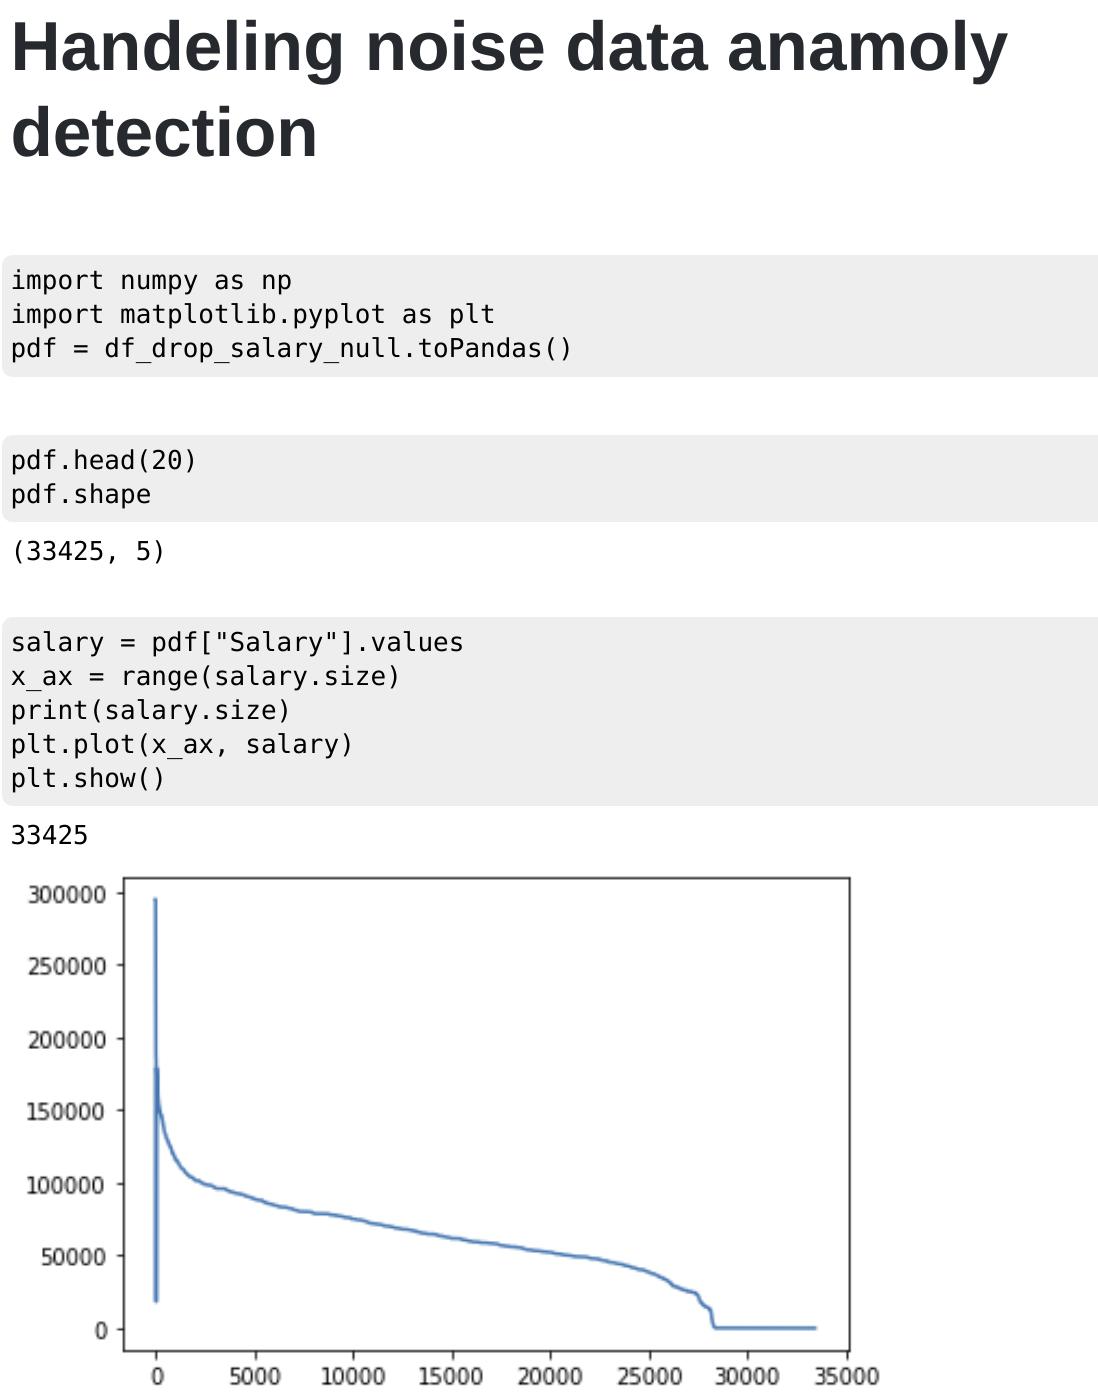 Handeling noise data anamoly
detection
import numpy as np
import matplotlib.pyplot as plt
pdf = df_drop_salary_null.toPandas()
pdf.head(20)
pdf.shape
(33425, 5)
salary = pdf["Salary"].values
x_ax = range(salary.size)
print(salary.size)
plt.plot(x_ax, salary)
plt.show()
33425
300000
250000
200000
150000
100000
50000
0
0 5000 10000 15000 20000 25000 30000 35000